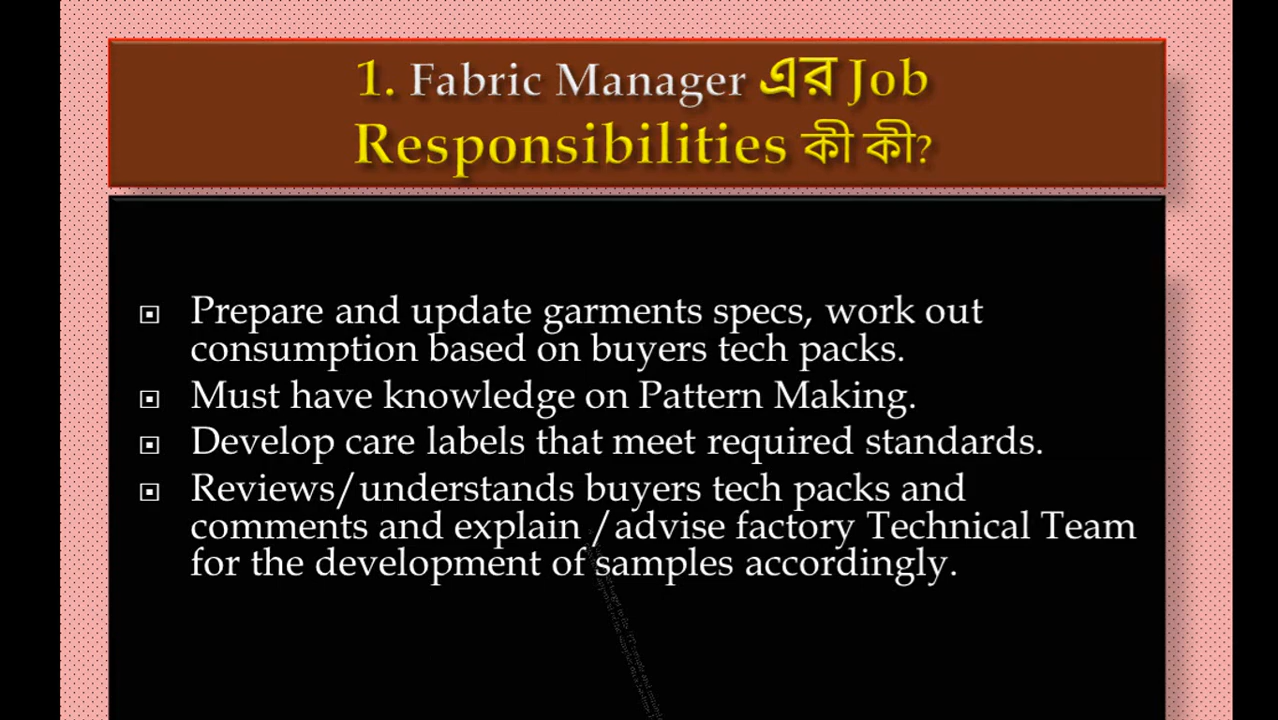 1. Fabric Manager এর Job
Responsibilities কী কী?
Prepare and update garments specs, work out
consumption based on buyers tech packs.
Must have knowledge on Pattern Making.
Develop care labels that meet required standards.
Reviews/understands buyers tech packs and
comments and explain /advise factory Technical Team
for the development of samples accordingly.